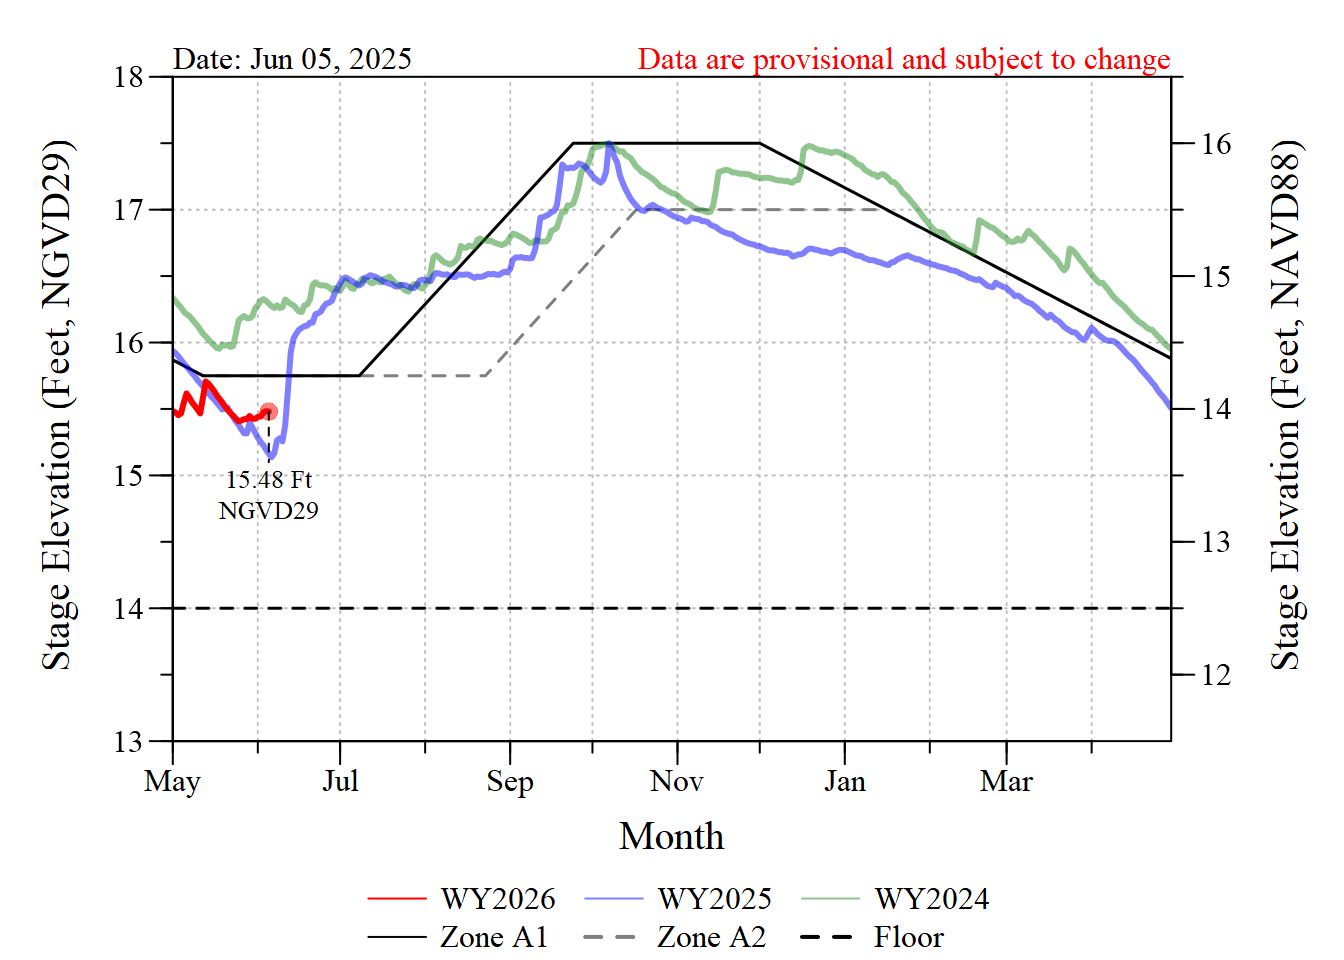 Date: Jun 05, 2025
Data are provisional and subject to change
Stage Elevation (Feet, NGVD29)
18
17
16
15
14
13
15.48 Ft
NGVD29
16
15
14
13
12
Stage Elevation (Feet, NAVD88)
May Jul Sep Nov Jan Mar
Month
WY2026 WY2025 WY2024
Zone A1 Zone A2 Floor